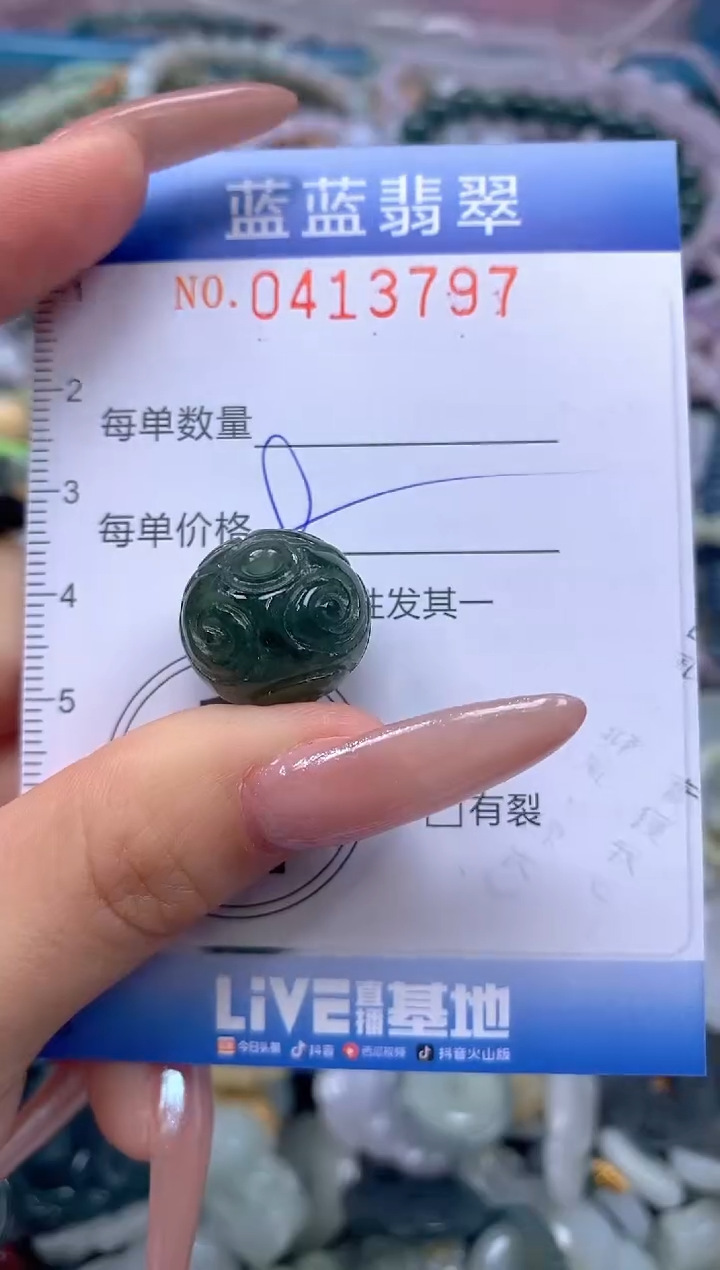 蓝蓝翡翠
NO.0413797
2
每单数量
3
每单价格
4
发其一
5
有裂
LiVE直播基地
今日头条 抖音 西瓜视频 抖音火山版